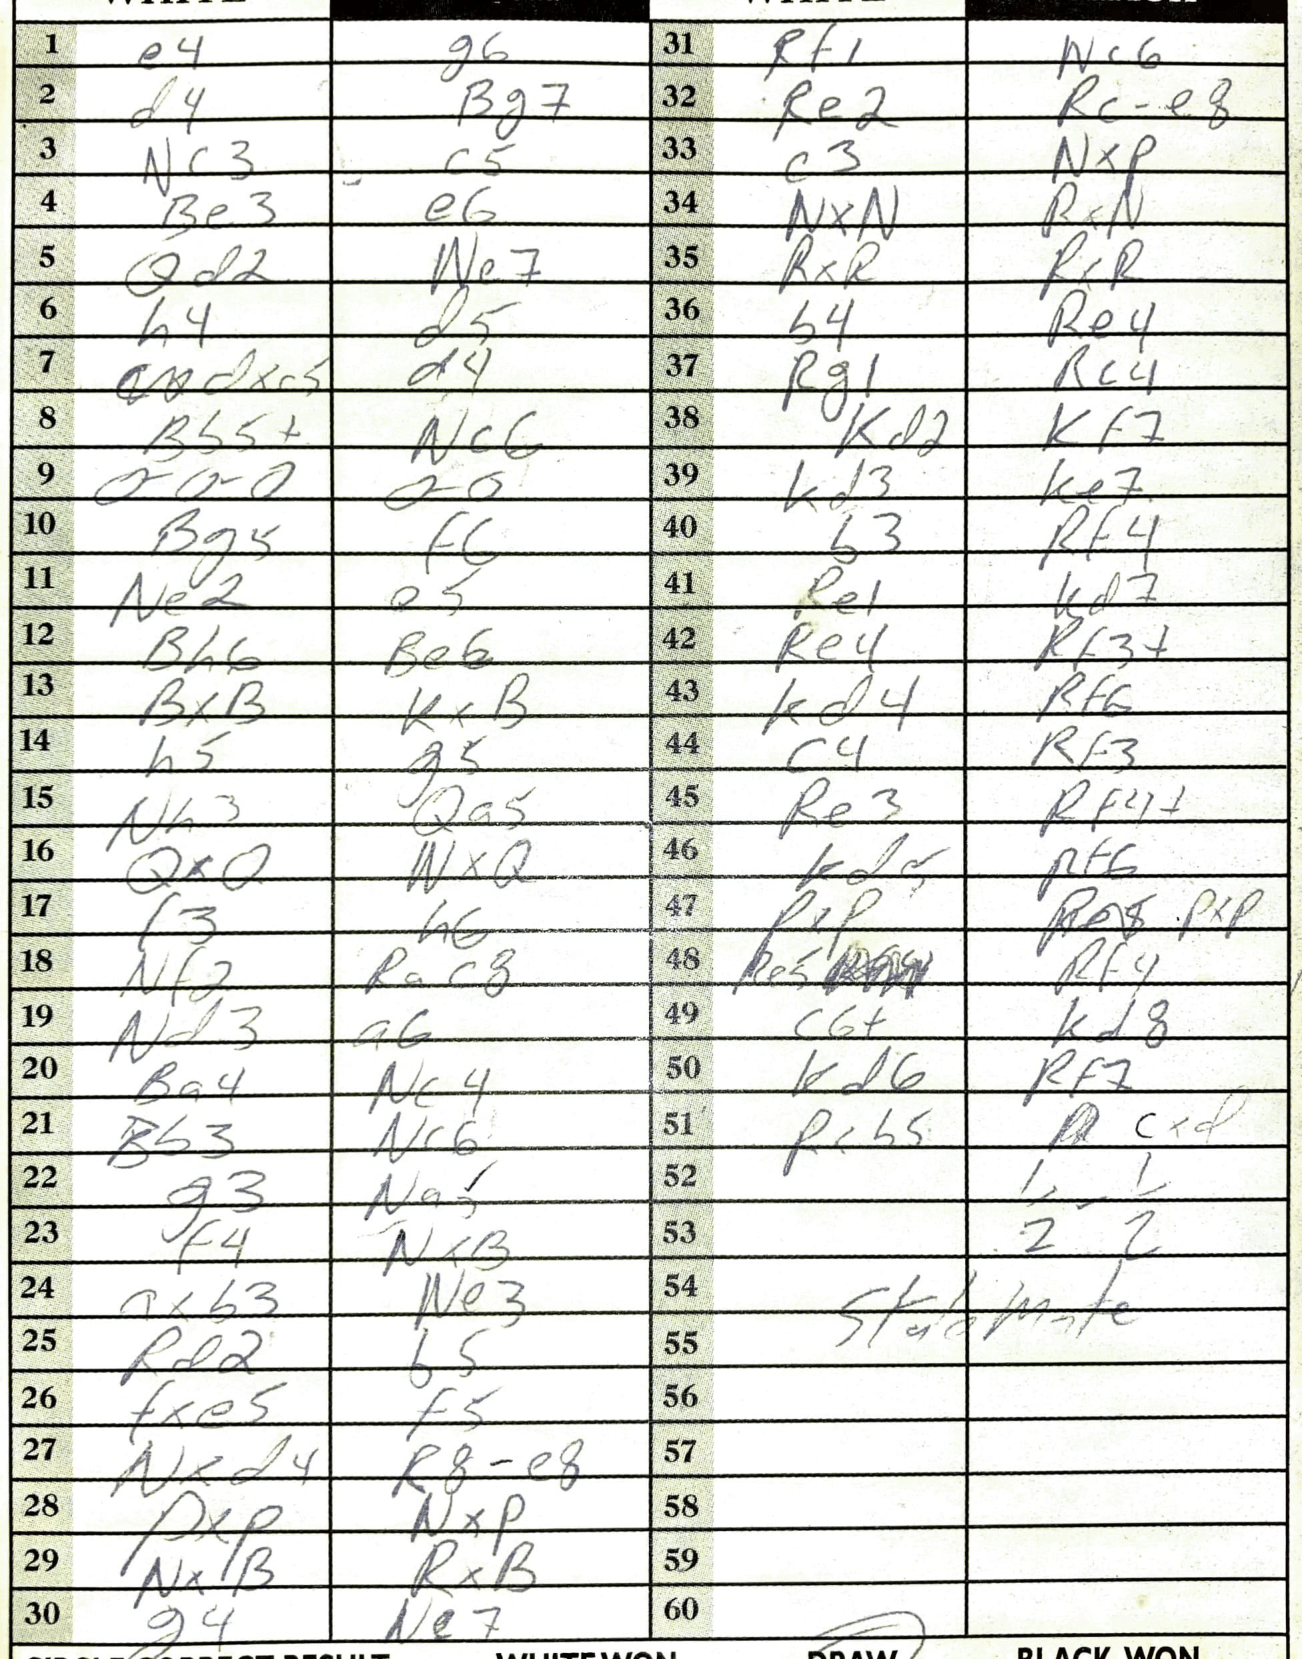 WHITE WHITE
1 e4 g6 31 Rf1 Nc6
2 d4 Bg7 32 Re2 Rc-e8
3 Nc3 c5 33 c3 NxP
4 Be3 e6 34 NxN RxN
5 Qd2 Ne7 35 RxR RxR
6 h4 d5 36 b4 Re4
7 dxc5 d4 37 Rg1 Rc4
8 Bb5+ Nc6 38 Kd2 Kf7
9 0-0-0 0-0 39 Kd3 Ke7
10 Bg5 f6 40 b3 Rf4
11 Ne2 e5 41 Re1 Kd7
12 Bh6 Be6 42 Re4 Rf3+
13 BxB KxB 43 Kd4 Rf6
14 h5 g5 44 c4 Rf3
15 Nh3 Qa5 45 Re3 Rf4+
16 QxQ NxQ 46 Kd5 Rf6
17 f3 h6 47 PxP PxP
18 Nf2 Rac8 48 Re5 Rf4
19 Nd3 a6 49 c6+ Kd8
20 Ba4 Nc4 50 Kd6 Rf7
21 Bb3 Nc6 51 Rxb5 cxd
22 g3 Na5 52 1 1
23 f4 NxB 53 2 - 2
24 axb3 Ne3 54 StaleMate
25 Rd2 b5 55
26 fxe5 f5 56
27 Nxd4 R8-e8 57
28 PxP NxP 58
29 NxB RxB 59
30 g4 Ne7 60
CIRCLE CORRECT RESULT WHITE WON DRAW BLACK WON